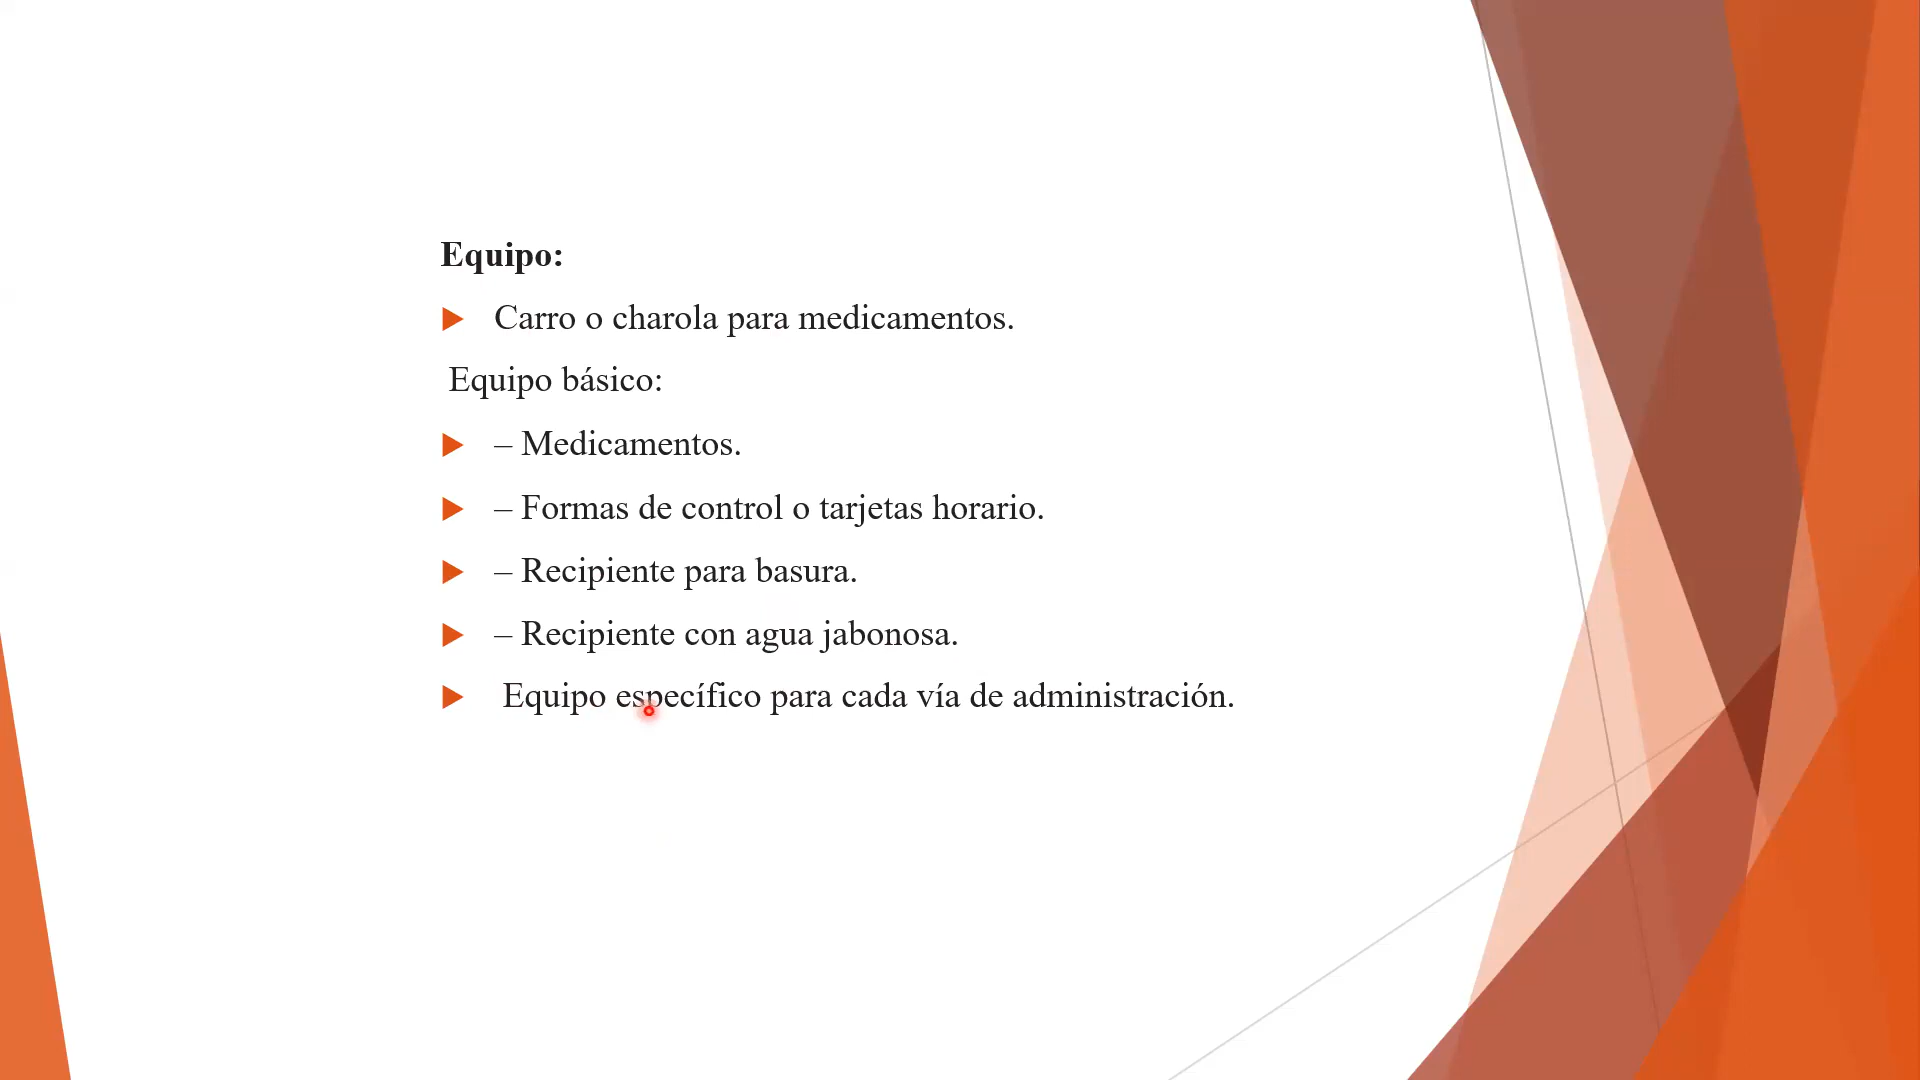 Equipo:
Carro o charola para medicamentos.
Equipo básico:
– Medicamentos.
– Formas de control o tarjetas horario.
– Recipiente para basura.
– Recipiente con agua jabonosa.
Equipo específico para cada vía de administración.